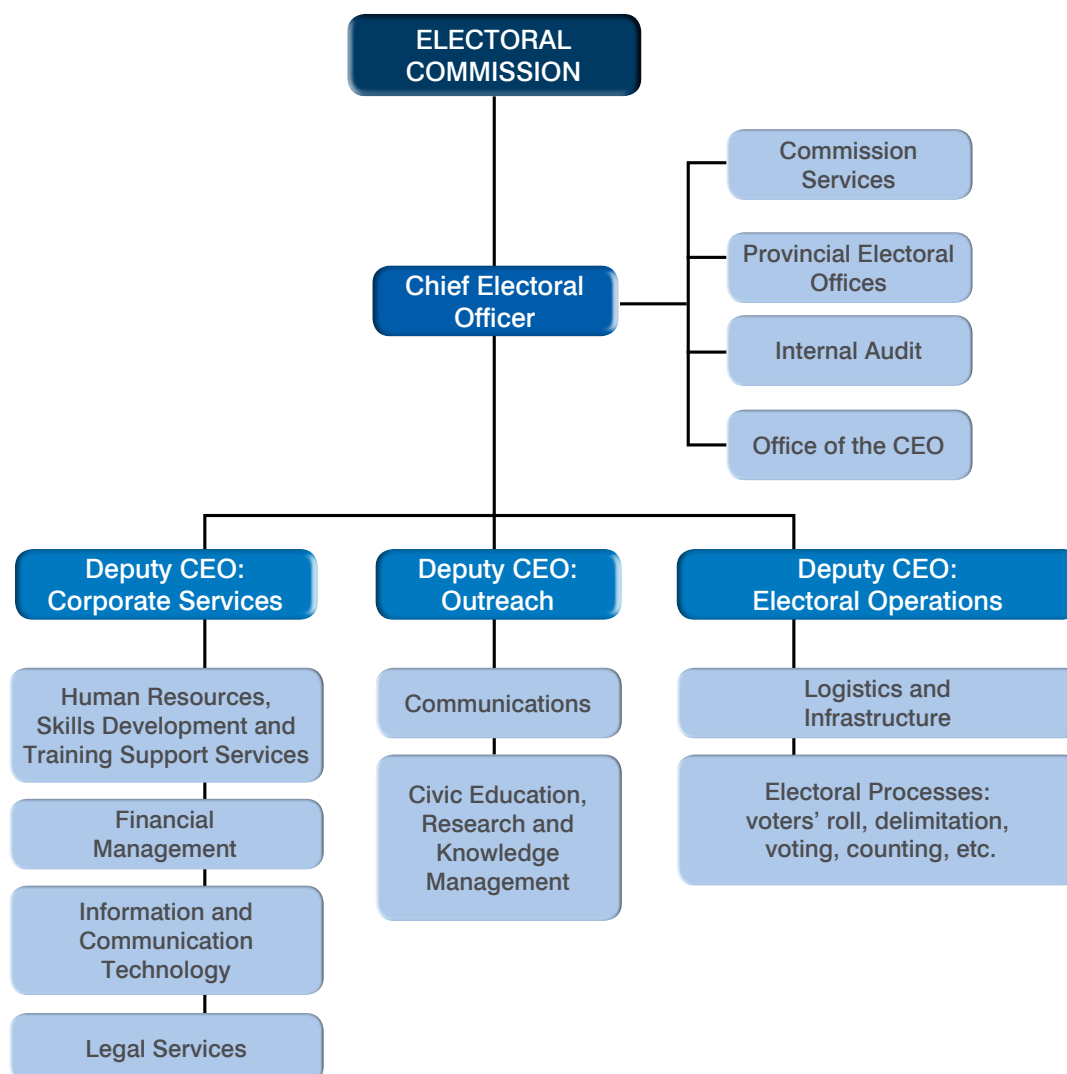 ELECTORAL
COMMISSION
Commission
Services
Provincial Electoral
Offices
Chief Electoral
Officer
Internal Audit
Office of the CEO
Deputy CEO:
Corporate Services
Human Resources,
Skills Development and
Training Support Services
Financial
Management
Information and
Communication
Technology
Legal Services
Deputy CEO:
Outreach
Communications
Civic Education,
Research and
Knowledge
Management
Deputy CEO:
Electoral Operations
Logistics and
Infrastructure
Electoral Processes:
voters’ roll, delimitation,
voting, counting, etc.